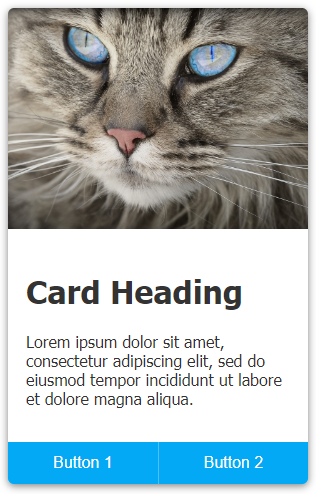 Card Heading
Lorem ipsum dolor sit amet,
consectetur adipiscing elit, sed do
eiusmod tempor incididunt ut labore
et dolore magna aliqua.
Button 1
Button 2